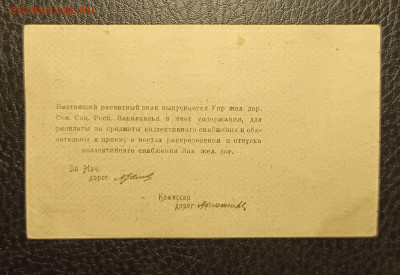 Настоящий расчетный знак выпускается Упр жел. дор.
Сов. Соц. Респ. Закавказья в счет содержания, для
расплаты за предметы коллективного снабжения и обя-
зательны к приему в местах распределения и отпуска
коллективного снабжения Зак жел. дор.
За Нач.
дорог
Комиссар
дорог